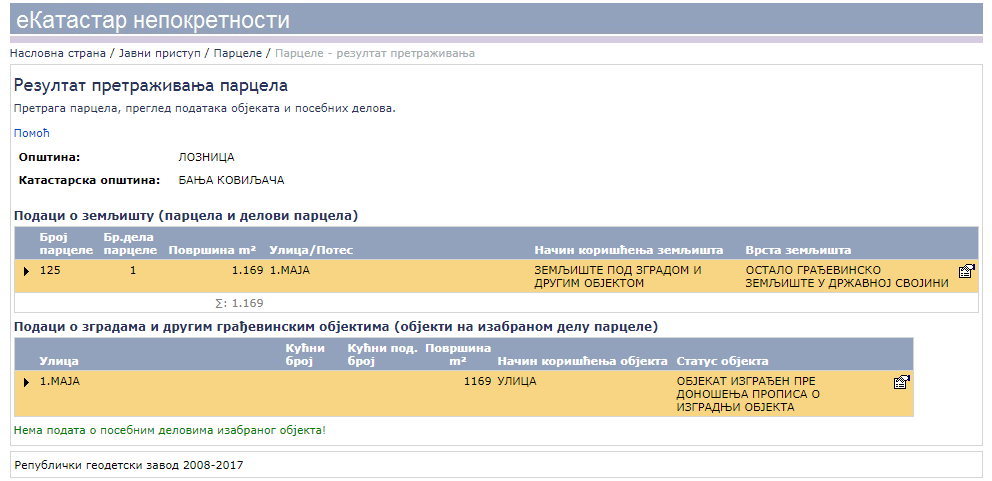 еКатастар непокретности
Насловна страна / Јавни приступ / Парцеле / Парцеле - резултат претраживања
Резултат претраживања парцела
Претрага парцела, преглед података објеката и посебних делова.
Помоћ
Општина: ЛОЗНИЦА
Катастарска општина: БАЊА КОВИЉАЧА
Подаци о земљишту (парцела и делови парцела)
Број Бр.дела
парцеле парцеле Површина m² Улица/Потес Начин коришћења земљишта Врста земљишта
125 1 1.169 1.МАЈА ЗЕМЉИШТЕ ПОД ЗГРАДОМ И ОСТАЛО ГРАЂЕВИНСКО
ДРУГИМ ОБЈЕКТОМ ЗЕМЉИШТЕ У ДРЖАВНОЈ СВОЈИНИ
Σ: 1.169
Подаци о зградама и другим грађевинским објектима (објекти на изабраном делу парцеле)
Кућни Кућни под. Површина
Улица број број m² Начин коришћења објекта Статус објекта
1.МАЈА 1169 УЛИЦА ОБЈЕКАТ ИЗГРАЂЕН ПРЕ
ДОНОШЕЊА ПРОПИСА О
ИЗГРАДЊИ ОБЈЕКТА
Нема подата о посебним деловима изабраног објекта!
Републички геодетски завод 2008-2017